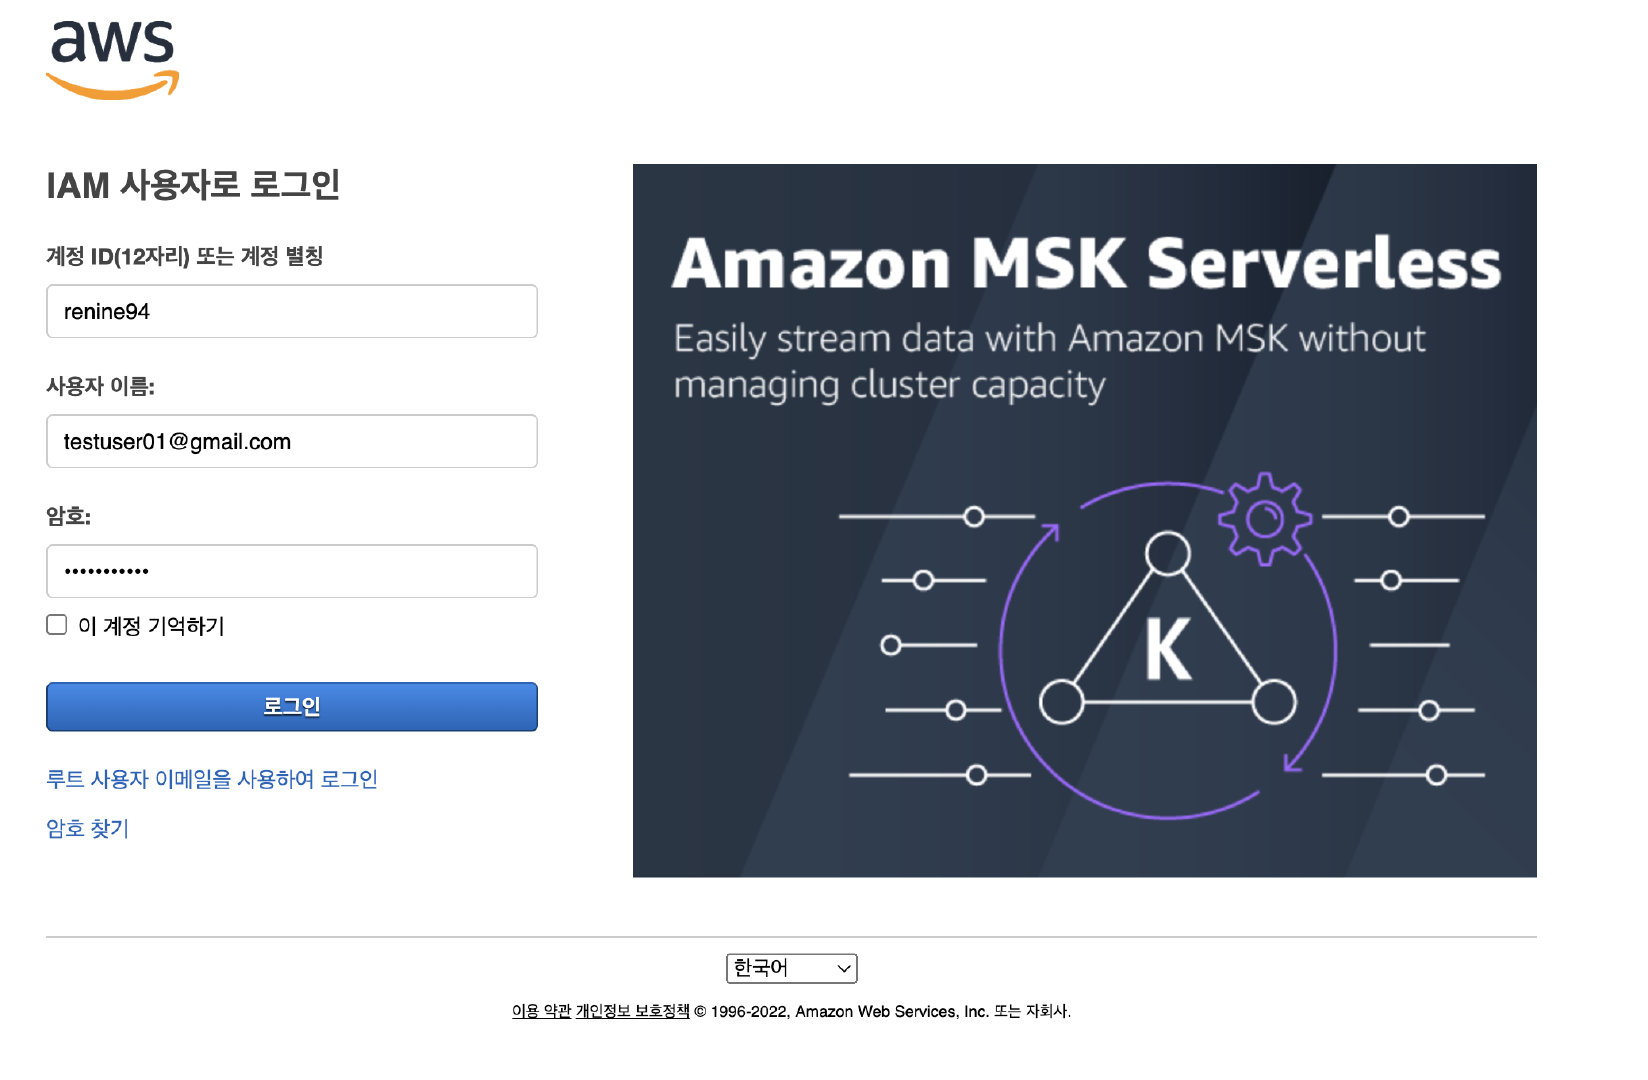 aws
IAM 사용자로 로그인
계정 ID(12자리) 또는 계정 별칭
renine94
사용자 이름:
testuser01@gmail.com
암호:
•••••••••••
이 계정 기억하기
로그인
루트 사용자 이메일을 사용하여 로그인
암호 찾기
Amazon MSK Serverless
Easily stream data with Amazon MSK without
managing cluster capacity
K
한국어
이용 약관 개인정보 보호정책 © 1996-2022, Amazon Web Services, Inc. 또는 자회사.